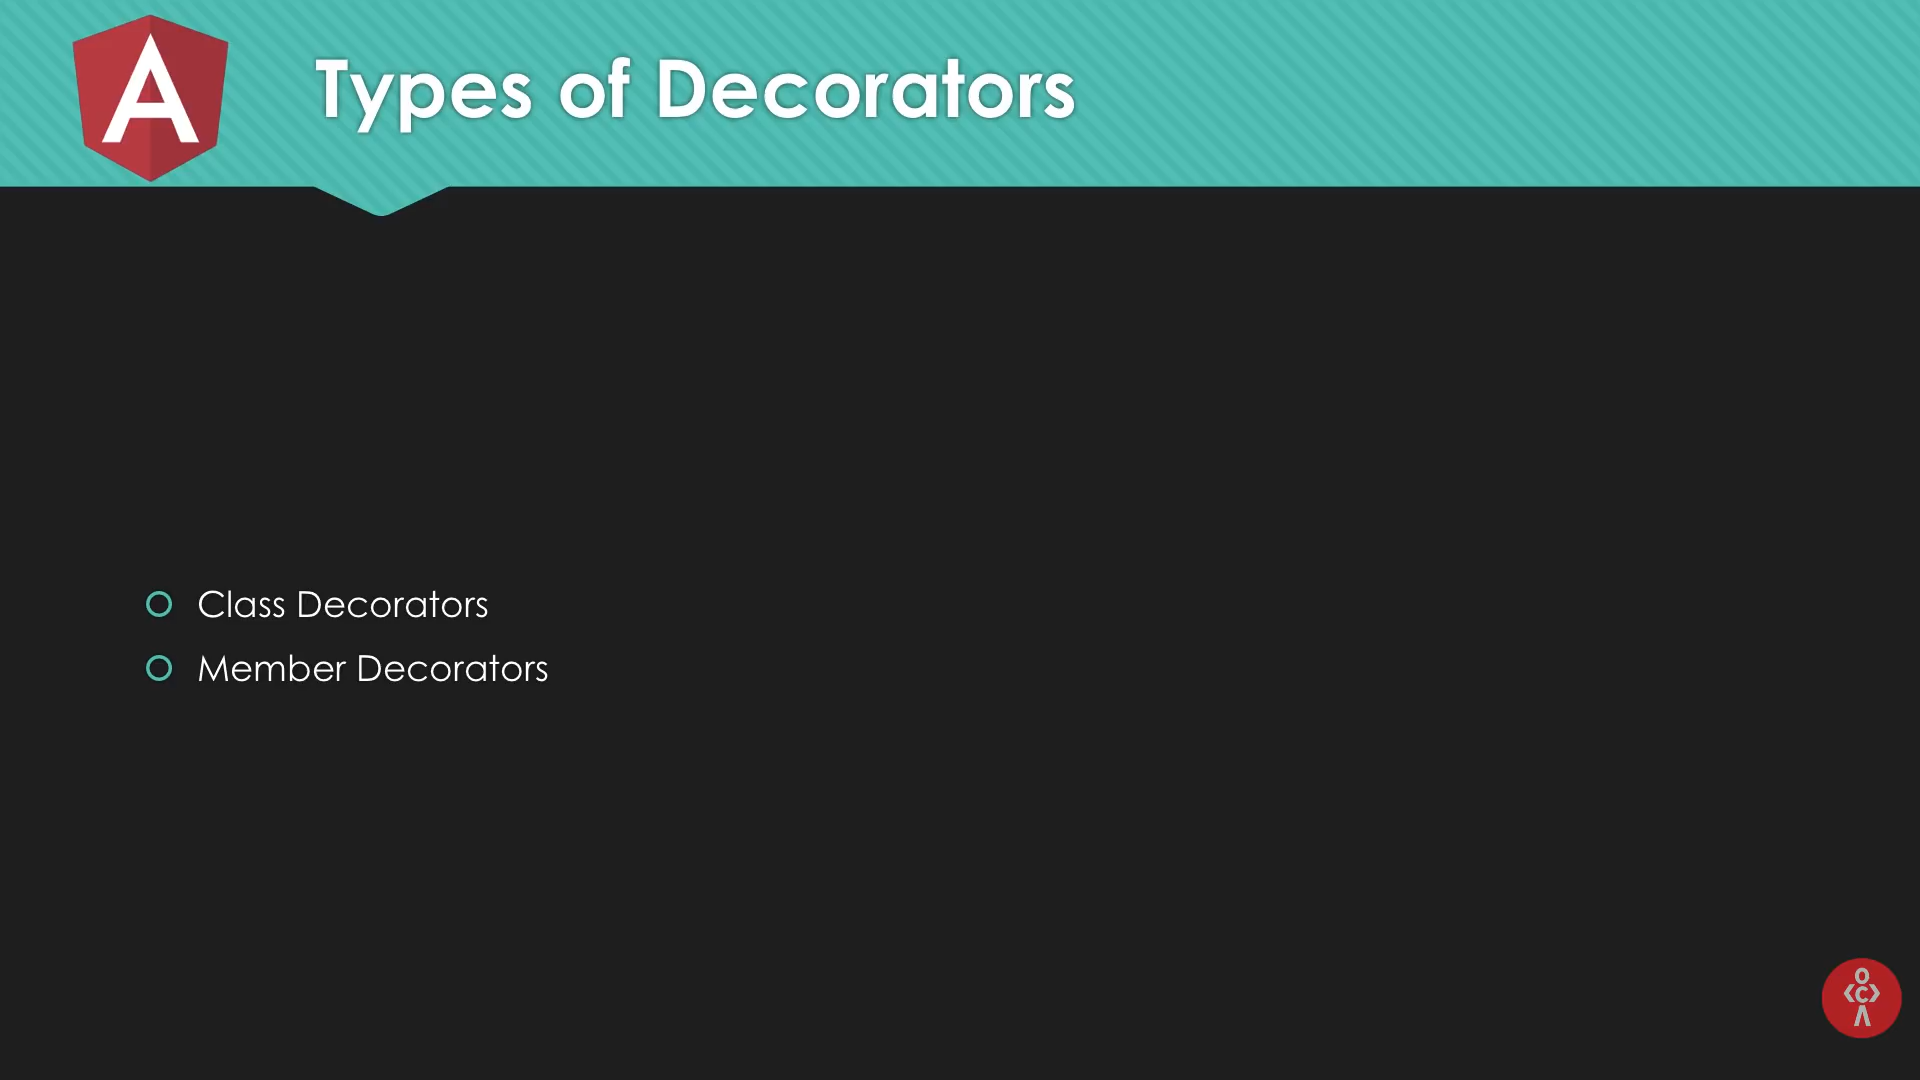 A
Types of Decorators
Class Decorators
Member Decorators
O
<C>
Λ